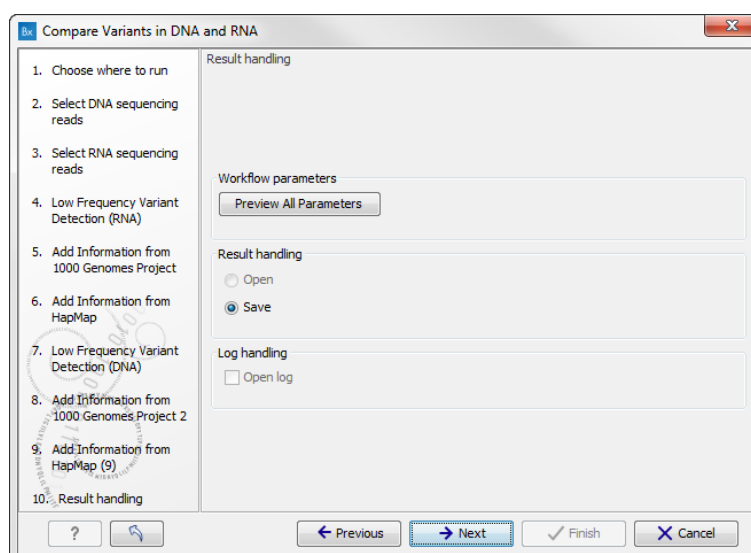 Bx Compare Variants in DNA and RNA
1. Choose where to run
2. Select DNA sequencing
reads
3. Select RNA sequencing
reads
4. Low Frequency Variant
Detection (RNA)
5. Add Information from
1000 Genomes Project
6. Add Information from
HapMap
7. Low Frequency Variant
Detection (DNA)
8. Add Information from
1000 Genomes Project 2
9. Add Information from
HapMap (9)
10. Result handling
Result handling
Workflow parameters
Preview All Parameters
Result handling
Open
Save
Log handling
Open log
?
Previous
Next
Finish
Cancel